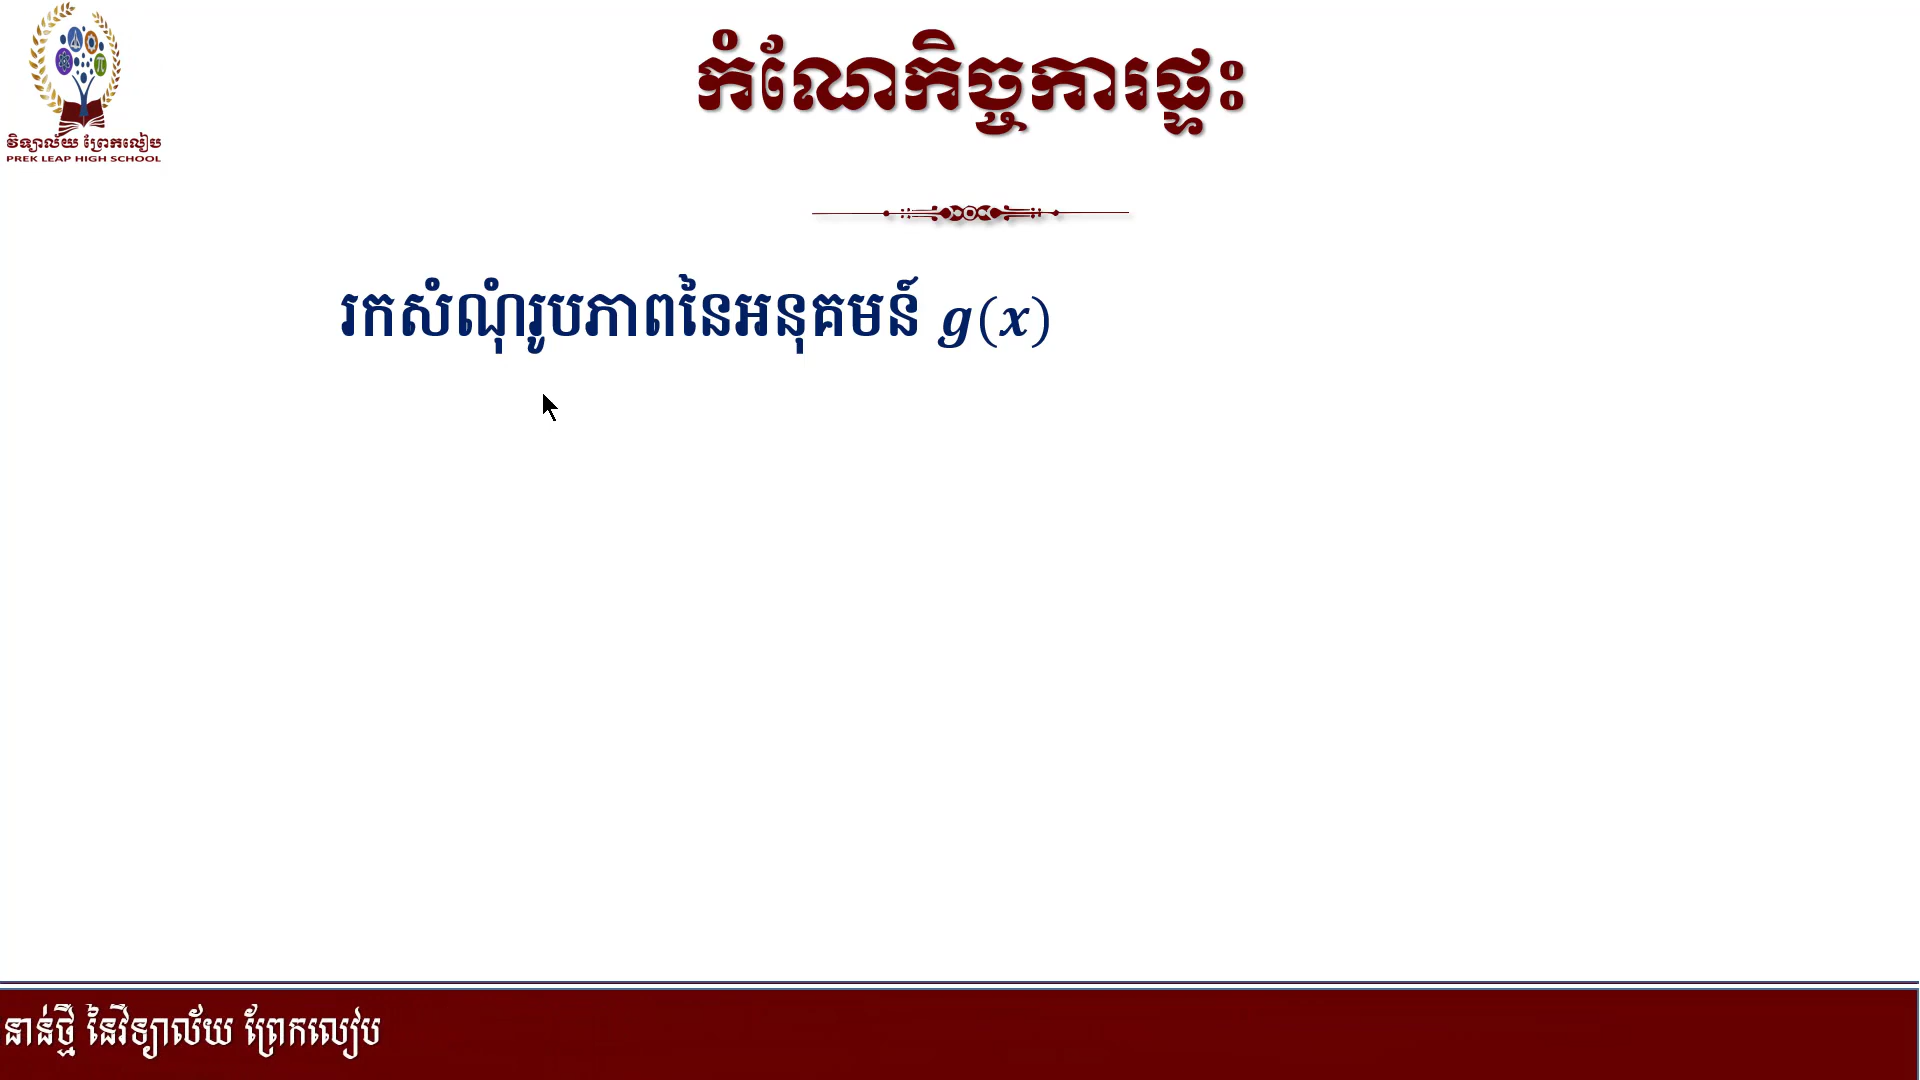 កំណែកិច្ចការផ្ទះ
វិទ្យាល័យ ព្រែកលៀប
PREK LEAP HIGH SCHOOL
រកសំណុំរូបភាពនៃអនុគមន៍ g(x)
នាន់ថ្មី នៃវិទ្យាល័យ ព្រែកលៀប